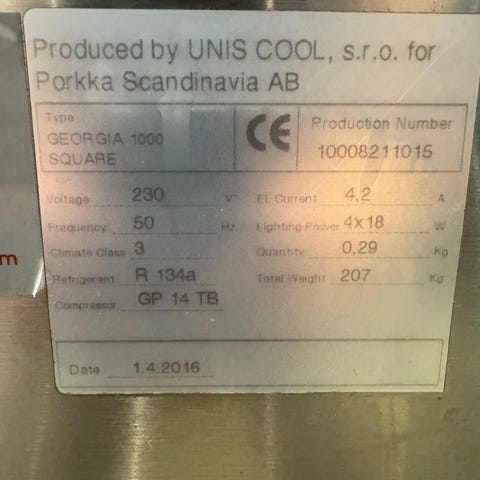 Produced by UNIS COOL, s.r.o. for
Porkka Scandinavia AB
Type
GEORGIA 1000
SQUARE
CE
Production Number
10008211015
Voltage 230 V El. Current 4,2 A
Frequency 50 Hz Lighting Power 4x18 W
Climate Class 3 Quantity 0,29 Kg
Refrigerant R 134a Total Weight 207 Kg
Compressor GP 14 TB
Date 1.4.2016
m